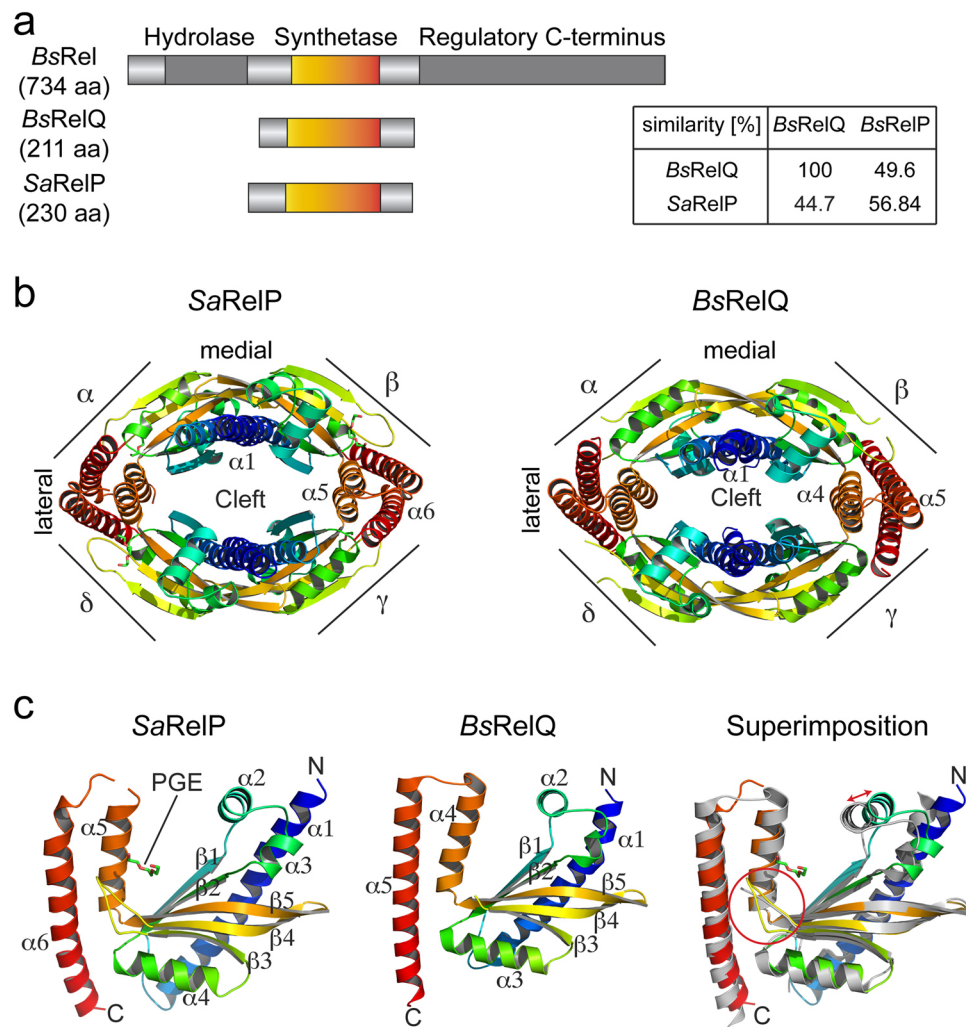 a
Hydrolase Synthetase Regulatory C-terminus
BsRel
(734 aa)
BsRelQ
(211 aa)
SaRelP
(230 aa)
similarity [%] BsRelQ BsRelP
BsRelQ 100 49.6
SaRelP 44.7 56.84
b
SaRelP
medial
α β
lateral
α1
Cleft
α5
α6
δ γ
BsRelQ
medial
α β
lateral
α1
Cleft
α4
α5
δ γ
c
SaRelP
PGE
α2
N
α5
α1
β1
α3
β2
β5
β4
α6
β3
α4
C
BsRelQ
α2
N
α4
α1
β1
β2
α5
β5
β4
β3
α3
C
Superimposition
N
C